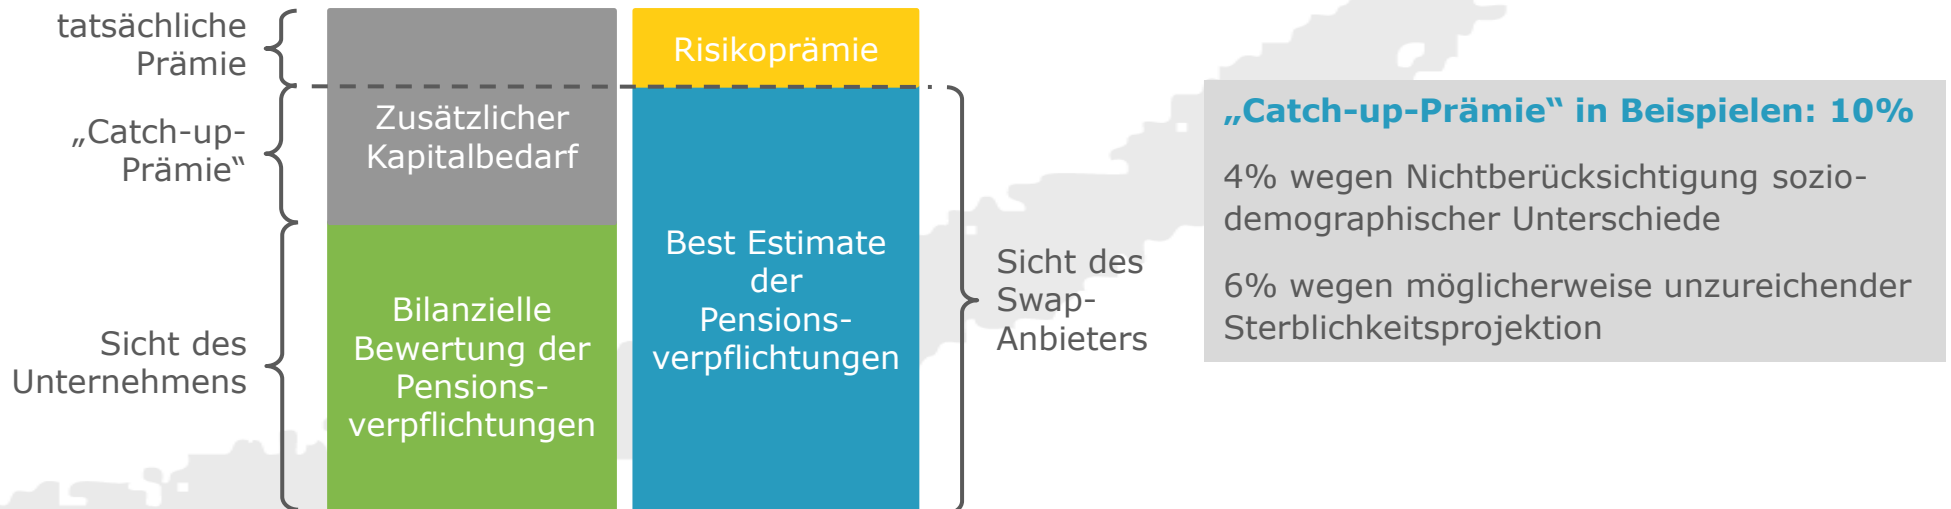 tatsächliche
Prämie
„Catch-up-
Prämie“
Sicht des
Unternehmens
Zusätzlicher
Kapitalbedarf
Bilanzielle
Bewertung der
Pensions-
verpflichtungen
Risikoprämie
Best Estimate
der
Pensions-
verpflichtungen
Sicht des
Swap-
Anbieters
„Catch-up-Prämie“ in Beispielen: 10%
4% wegen Nichtberücksichtigung sozio-
demographischer Unterschiede
6% wegen möglicherweise unzureichender
Sterblichkeitsprojektion